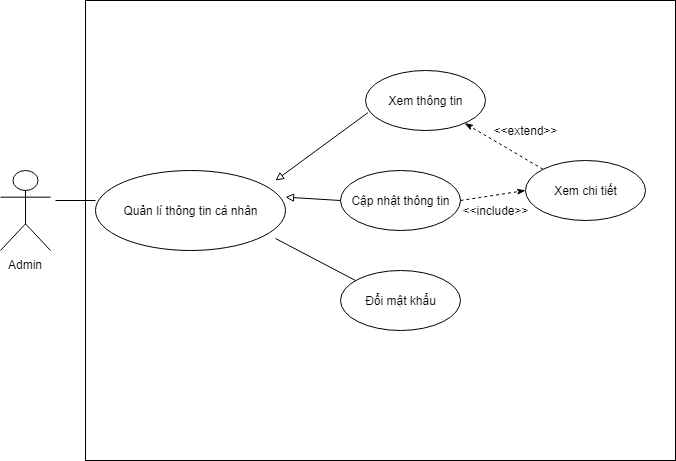 Xem thông tin
<<extend>>
Quản lí thông tin cá nhân
Cập nhật thông tin
<<include>>
Xem chi tiết
Admin
Đổi mật khẩu